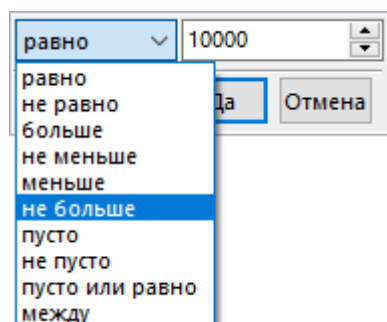 равно 10000
равно
не равно
Да Отмена
больше
не меньше
меньше
не больше
пусто
не пусто
пусто или равно
между